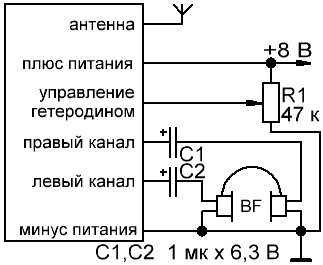 антенна
+8 В
плюс питания
управление
гетеродином
R1
47 к
правый канал
+
C1
C2
левый канал
+
BF
минус питания
C1,C2 1 мк х 6,3 В